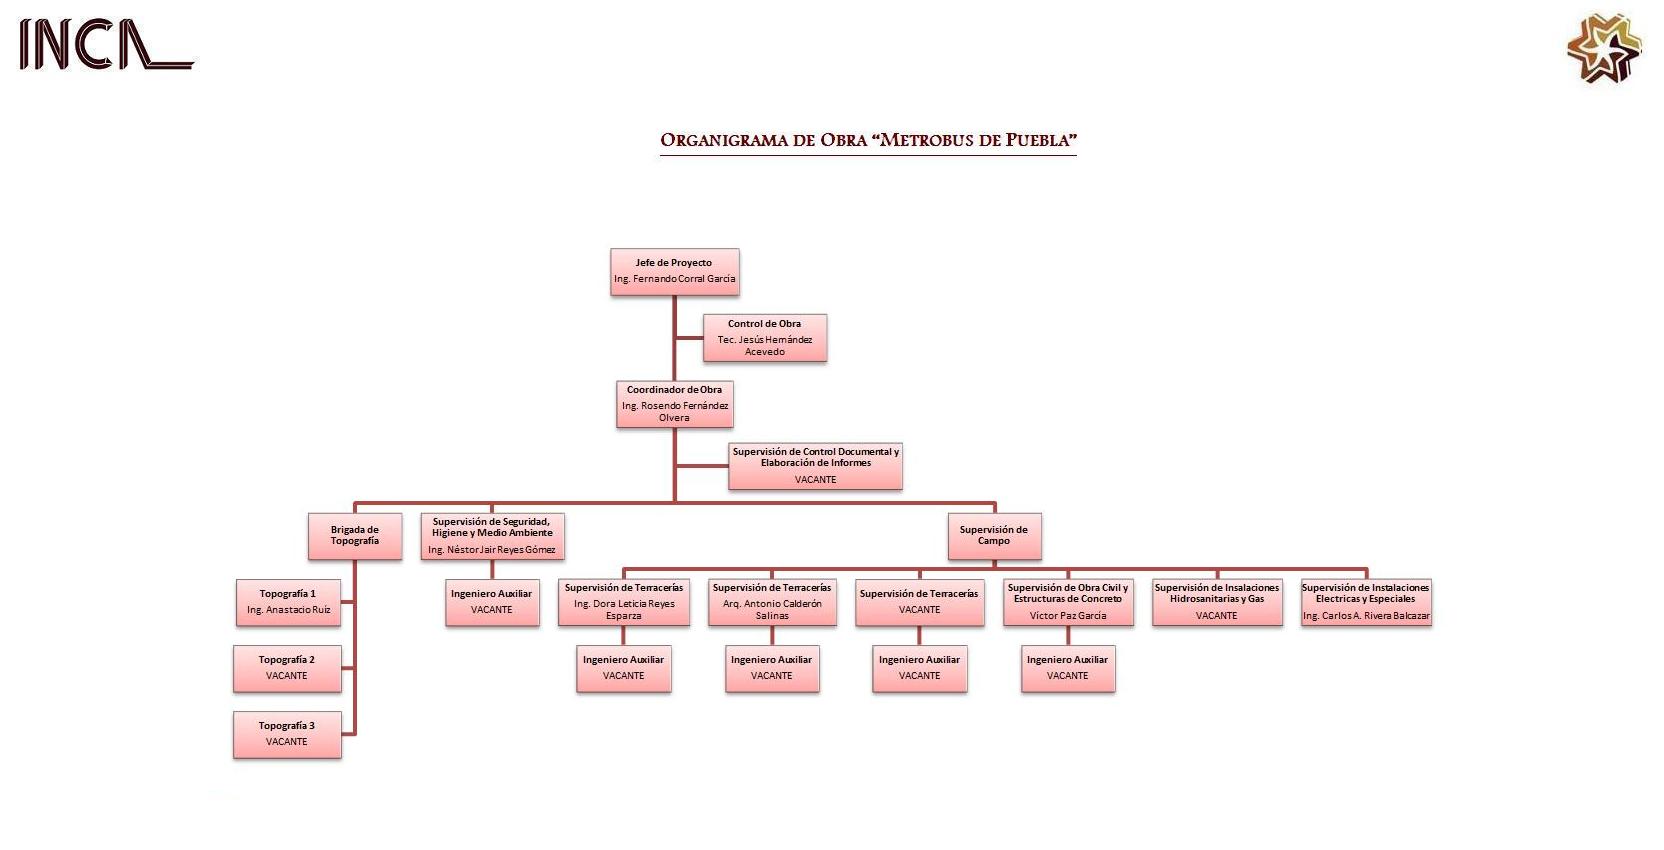 INCA
ORGANIGRAMA DE OBRA “METROBUS DE PUEBLA”
Jefe de Proyecto
Ing. Fernando Corral García
Control de Obra
Tec. Jesús Hernández
Acevedo
Coordinador de Obra
Ing. Rosendo Fernández
Olvera
Supervisión de Control Documental y
Elaboración de Informes
VACANTE
Brigada de
Topografía
Supervisión de Seguridad,
Higiene y Medio Ambiente
Ing. Néstor Jair Reyes Gómez
Supervisión de
Campo
Topografía 1
Ing. Anastacio Ruíz
Ingeniero Auxiliar
VACANTE
Supervisión de Terracerías
Ing. Dora Leticia Reyes
Esparza
Supervisión de Terracerías
Arq. Antonio Calderón
Salinas
Supervisión de Terracerías
VACANTE
Supervisión de Obra Civil y
Estructuras de Concreto
Víctor Paz García
Supervisión de Insalaciones
Hidrosanitarias y Gas
VACANTE
Supervisión de Instalaciones
Electricas y Especiales
Ing. Carlos A. Rivera Balcazar
Topografía 2
VACANTE
Ingeniero Auxiliar
VACANTE
Ingeniero Auxiliar
VACANTE
Ingeniero Auxiliar
VACANTE
Ingeniero Auxiliar
VACANTE
Topografía 3
VACANTE